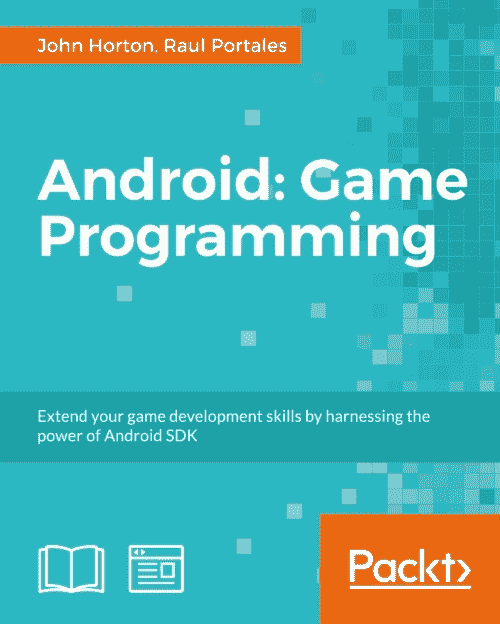 John Horton, Raul Portales
Android: Game
Programming
Extend your game development skills by harnessing the
power of Android SDK
Packt>